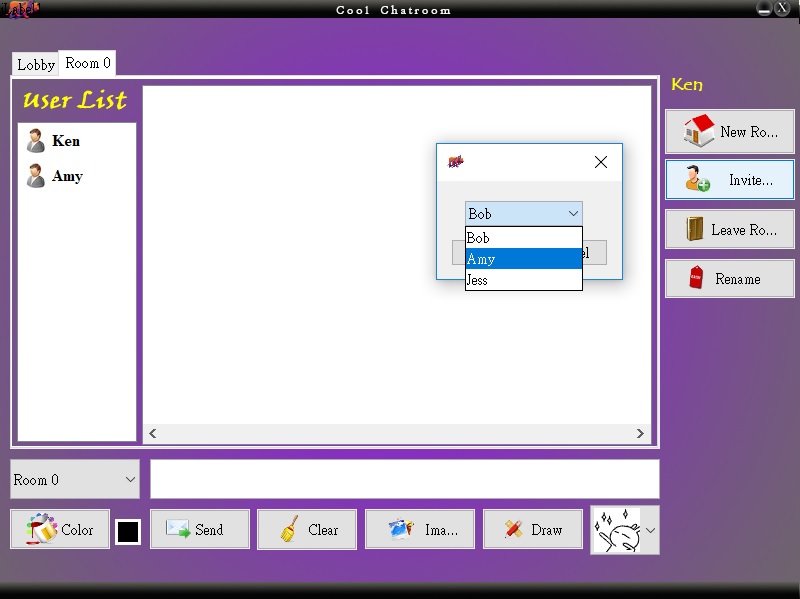 Label1
Cool Chatroom
X
Lobby
Room 0
User List
Ken
Amy
Bob
Bob
Amy
Jess
el
Ken
New Ro...
Invite...
Leave Ro...
Rename
Room 0
Color
Send
Clear
Ima...
Draw